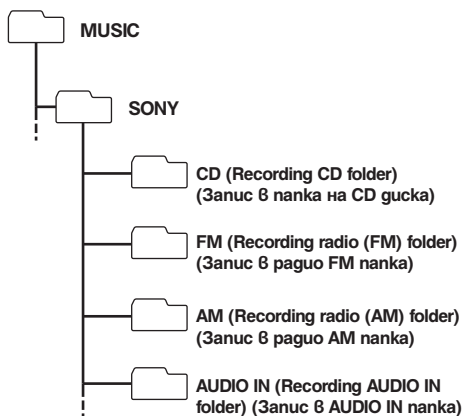 MUSIC
SONY
CD (Recording CD folder)
(Запис в папка на CD диска)
FM (Recording radio (FM) folder)
(Запис в радио FM папка)
AM (Recording radio (AM) folder)
(Запис в радио AM папка)
AUDIO IN (Recording AUDIO IN
folder) (Запис в AUDIO IN папка)